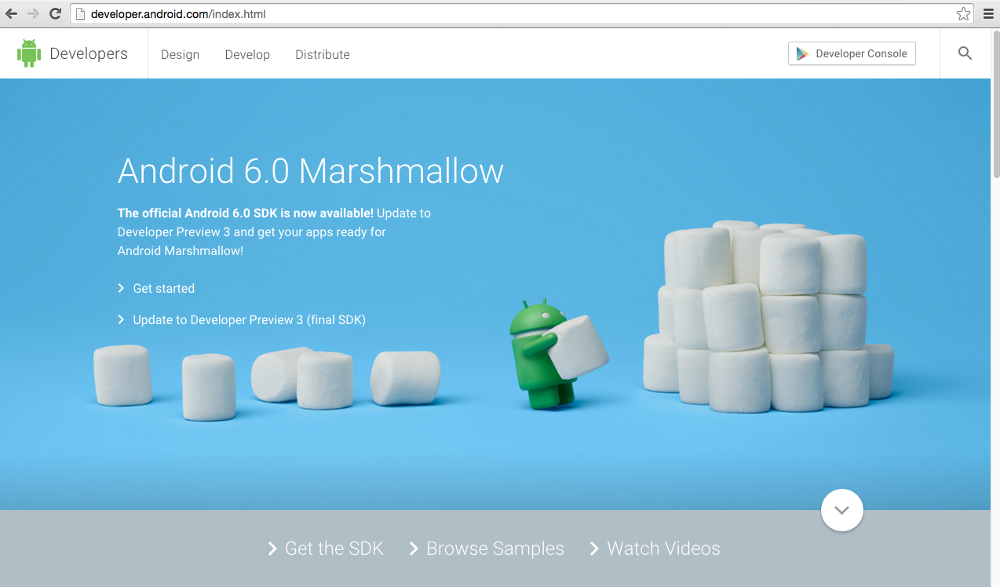 developer.android.com/index.html
Developers
Design
Develop
Distribute
Developer Console
Android 6.0 Marshmallow
The official Android 6.0 SDK is now available! Update to
Developer Preview 3 and get your apps ready for
Android Marshmallow!
Get started
Update to Developer Preview 3 (final SDK)
Get the SDK
Browse Samples
Watch Videos